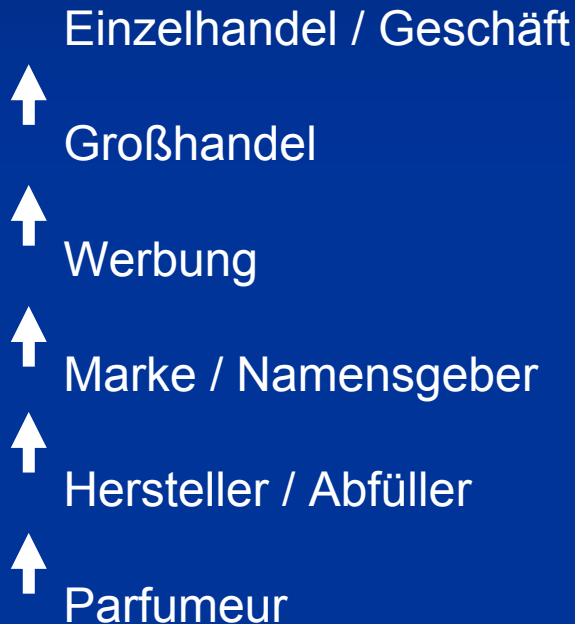 Einzelhandel / Geschäft
Großhandel
Werbung
Marke / Namensgeber
Hersteller / Abfüller
Parfumeur